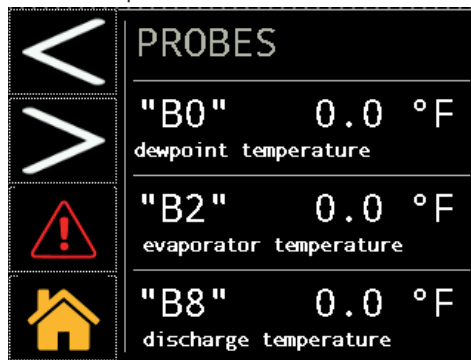 PROBES
"B0" 0.0 °F
dewpoint temperature
"B2" 0.0 °F
evaporator temperature
"B8" 0.0 °F
discharge temperature